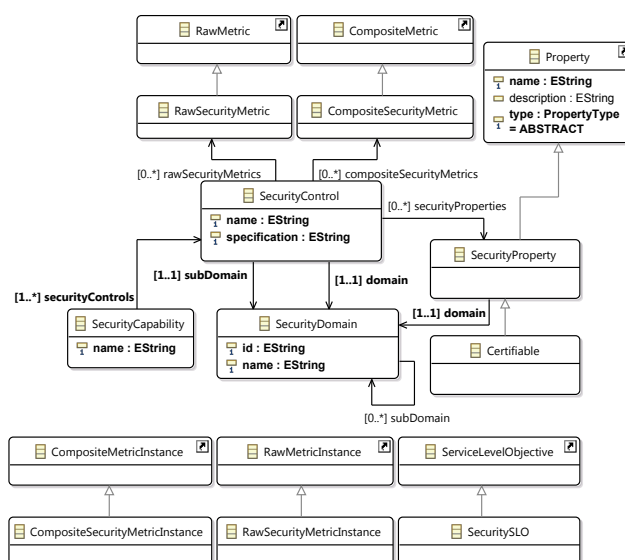 RawMetric
CompositeMetric
Property
name : EString
description : EString
type : PropertyType
= ABSTRACT
RawSecurityMetric
CompositeSecurityMetric
[0..*] rawSecurityMetrics
[0..*] compositeSecurityMetrics
SecurityControl
name : EString
specification : EString
[0..*] securityProperties
SecurityProperty
[1..1] subDomain
[1..1] domain
[1..*] securityControls
[1..1] domain
SecurityCapability
name : EString
SecurityDomain
id : EString
name : EString
Certifiable
[0..*] subDomain
CompositeMetricInstance
RawMetricInstance
ServiceLevelObjective
CompositeSecurityMetricInstance
RawSecurityMetricInstance
SecuritySLO